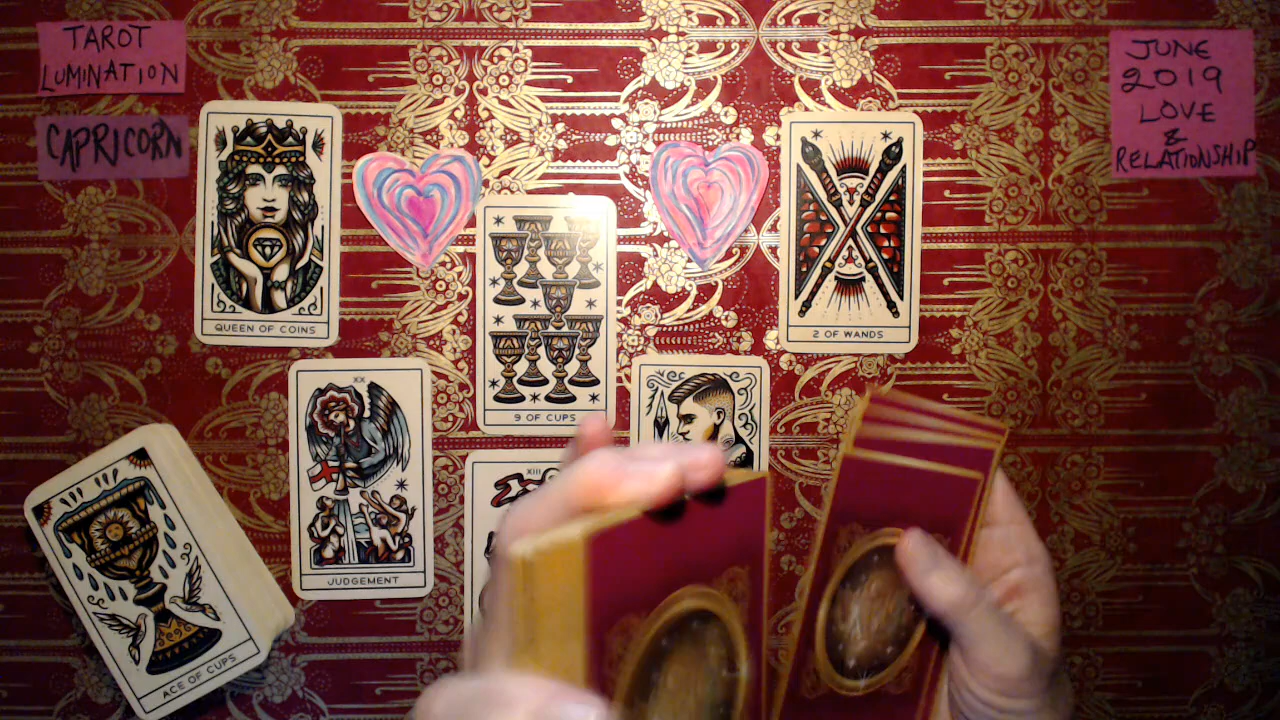 TAROT
LUMINATION
CAPRICORN
JUNE
2019
LOVE
&
RELATIONSHIP
QUEEN OF COINS
9 OF CUPS
2 OF WANDS
XX
JUDGEMENT
XIII
ACE OF CUPS